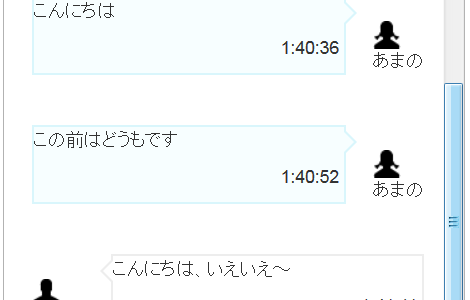 こんにちは
1:40:36
あまの
この前はどうもです
1:40:52
あまの
こんにちは、いえいえ～